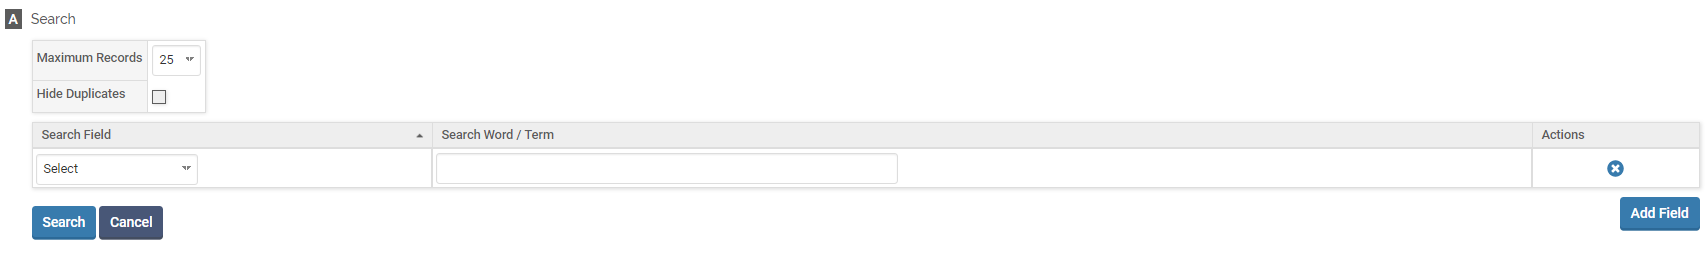 A Search
Maximum Records 25
Hide Duplicates
Search Field Search Word / Term Actions
Select
Search Cancel Add Field